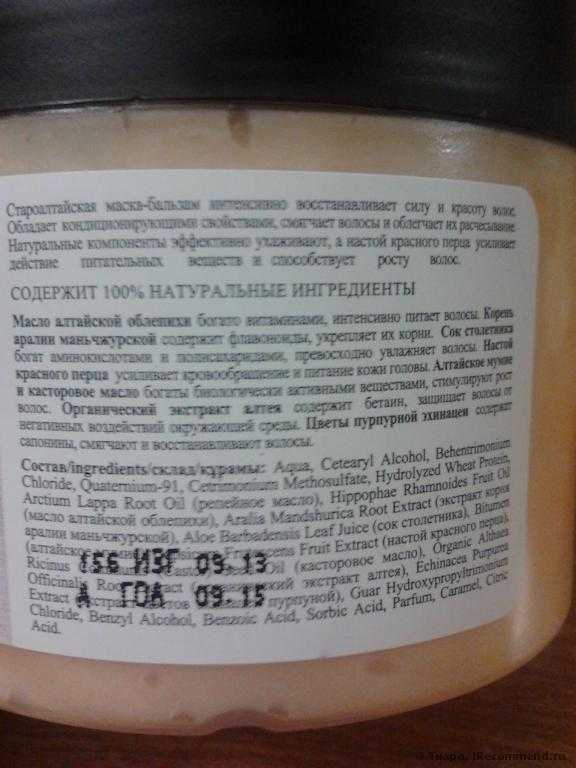 Староалтайская маска-бальзам интенсивно восстанавливает силу и красоту волос.
Обладает кондиционирующими свойствами, смягчает волосы и облегчает их расчесывание.
Натуральные компоненты эффективно ухаживают, а настой красного перца усиливает
действие питательных веществ и способствует росту волос.
СОДЕРЖИТ 100% НАТУРАЛЬНЫЕ ИНГРЕДИЕНТЫ
Масло алтайской облепихи богато витаминами, интенсивно питает волосы. Корень
аралии маньчжурской содержит флавоноиды, укрепляет их корни. Сок столетника
богат аминокислотами и полисахаридами, превосходно увлажняет волосы. Настой
красного перца усиливает кровообращение и питание кожи головы. Алтайское мумие
и касторовое масло богаты биологически активными веществами, стимулируют рост
волос. Органический экстракт алтея содержит бетаин, защищает волосы от
негативных воздействий окружающей среды. Цветы пурпурной эхинацеи содержат
сапонины, смягчают и восстанавливают волосы.
Состав/ingredients/склад/құрамы: Aqua, Cetearyl Alcohol, Behentrimonium
Chloride, Quaternium-91, Cetrimonium Methosulfate, Hydrolyzed Wheat Protein,
Arctium Lappa Root Oil (репейное масло), Hippophae Rhamnoides Fruit Oil
(масло алтайской облепихи), Aralia Mandshurica Root Extract (экстракт корня
аралии маньчжурской), Aloe Barbadensis Leaf Juice (сок столетника), Bitumen
Fruit Extract (настой красного перца),
Ricinus Oil (касторовое масло), Organic Althaea
Officinalis экстракт алтея), Echinacea Purpurea
Extract пурпурной), Guar Hydroxypropyltrimonium
Chloride, Benzyl Alcohol, Benzoic Acid, Sorbic Acid, Parfum, Caramel, Citric
Acid.
156 ИЗГ 09.13
А ГОД 09.15
iRecommend.ru